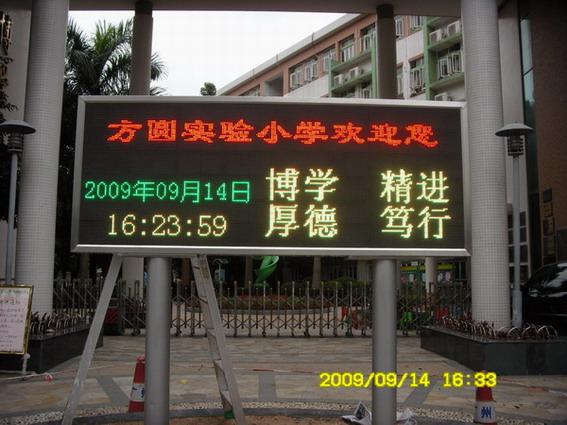 方圆实验小学欢迎您
2009年09月14日
16:23:59
博学 精进
厚德 笃行
2009/09/14 16:33
州